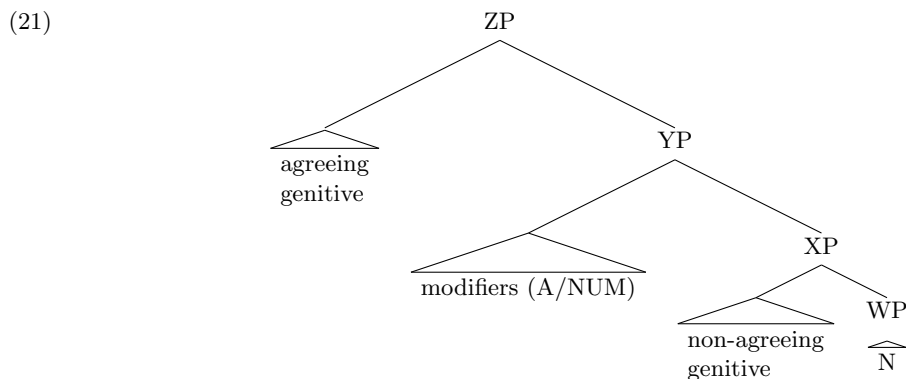 (21)
ZP
agreeing
genitive
YP
modifiers (A/NUM)
XP
non-agreeing
genitive
WP
N